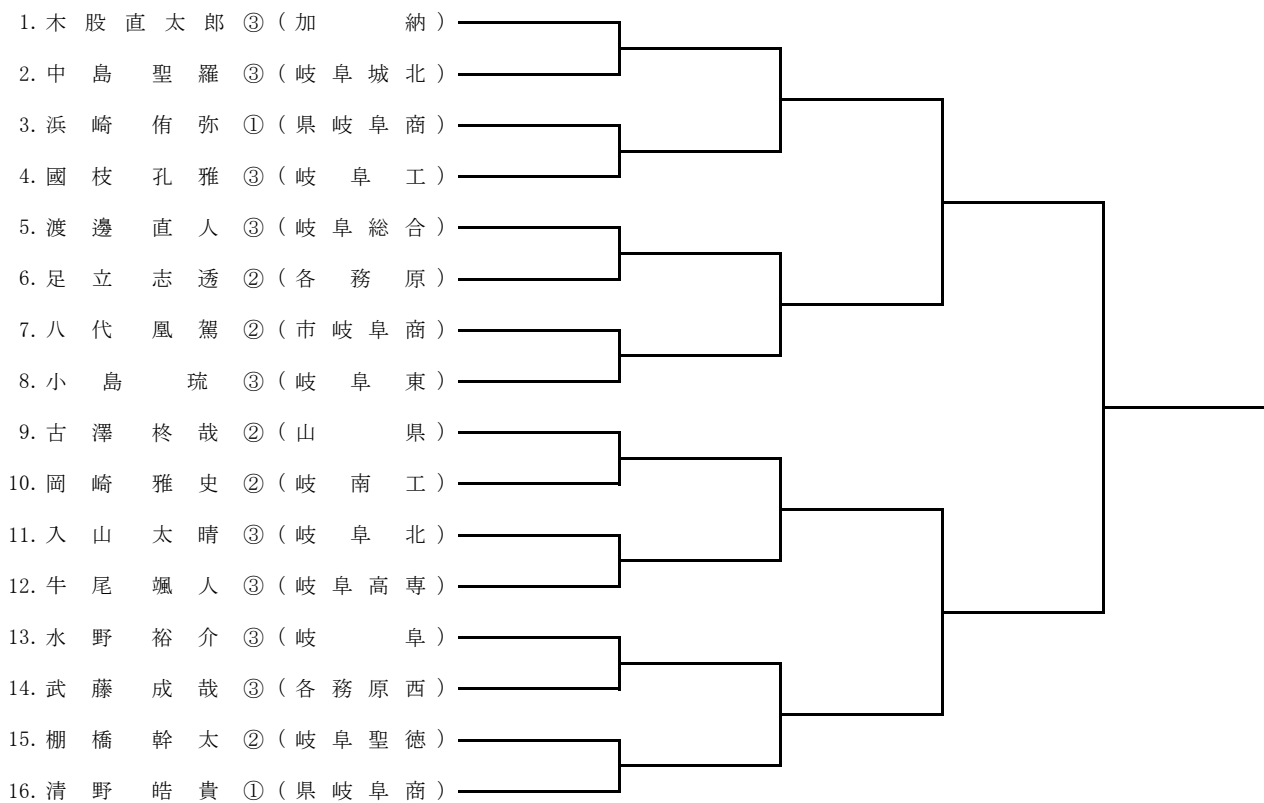 1. 木股直太郎 ③ (加納)
2. 中島聖羅 ③ (岐阜城北)
3. 浜崎侑弥 ① (県岐阜商)
4. 國枝孔雅 ③ (岐阜工)
5. 渡邊直人 ③ (岐阜総合)
6. 足立志透 ② (各務原)
7. 八代凰駕 ② (市岐阜商)
8. 小島琉 ③ (岐阜東)
9. 古澤柊哉 ② (山県)
10. 岡崎雅史 ② (岐南工)
11. 入山太晴 ③ (岐阜北)
12. 牛尾颯人 ③ (岐阜高専)
13. 水野裕介 ③ (岐阜)
14. 武藤成哉 ③ (各務原西)
15. 棚橋幹太 ② (岐阜聖徳)
16. 清野皓貴 ① (県岐阜商)